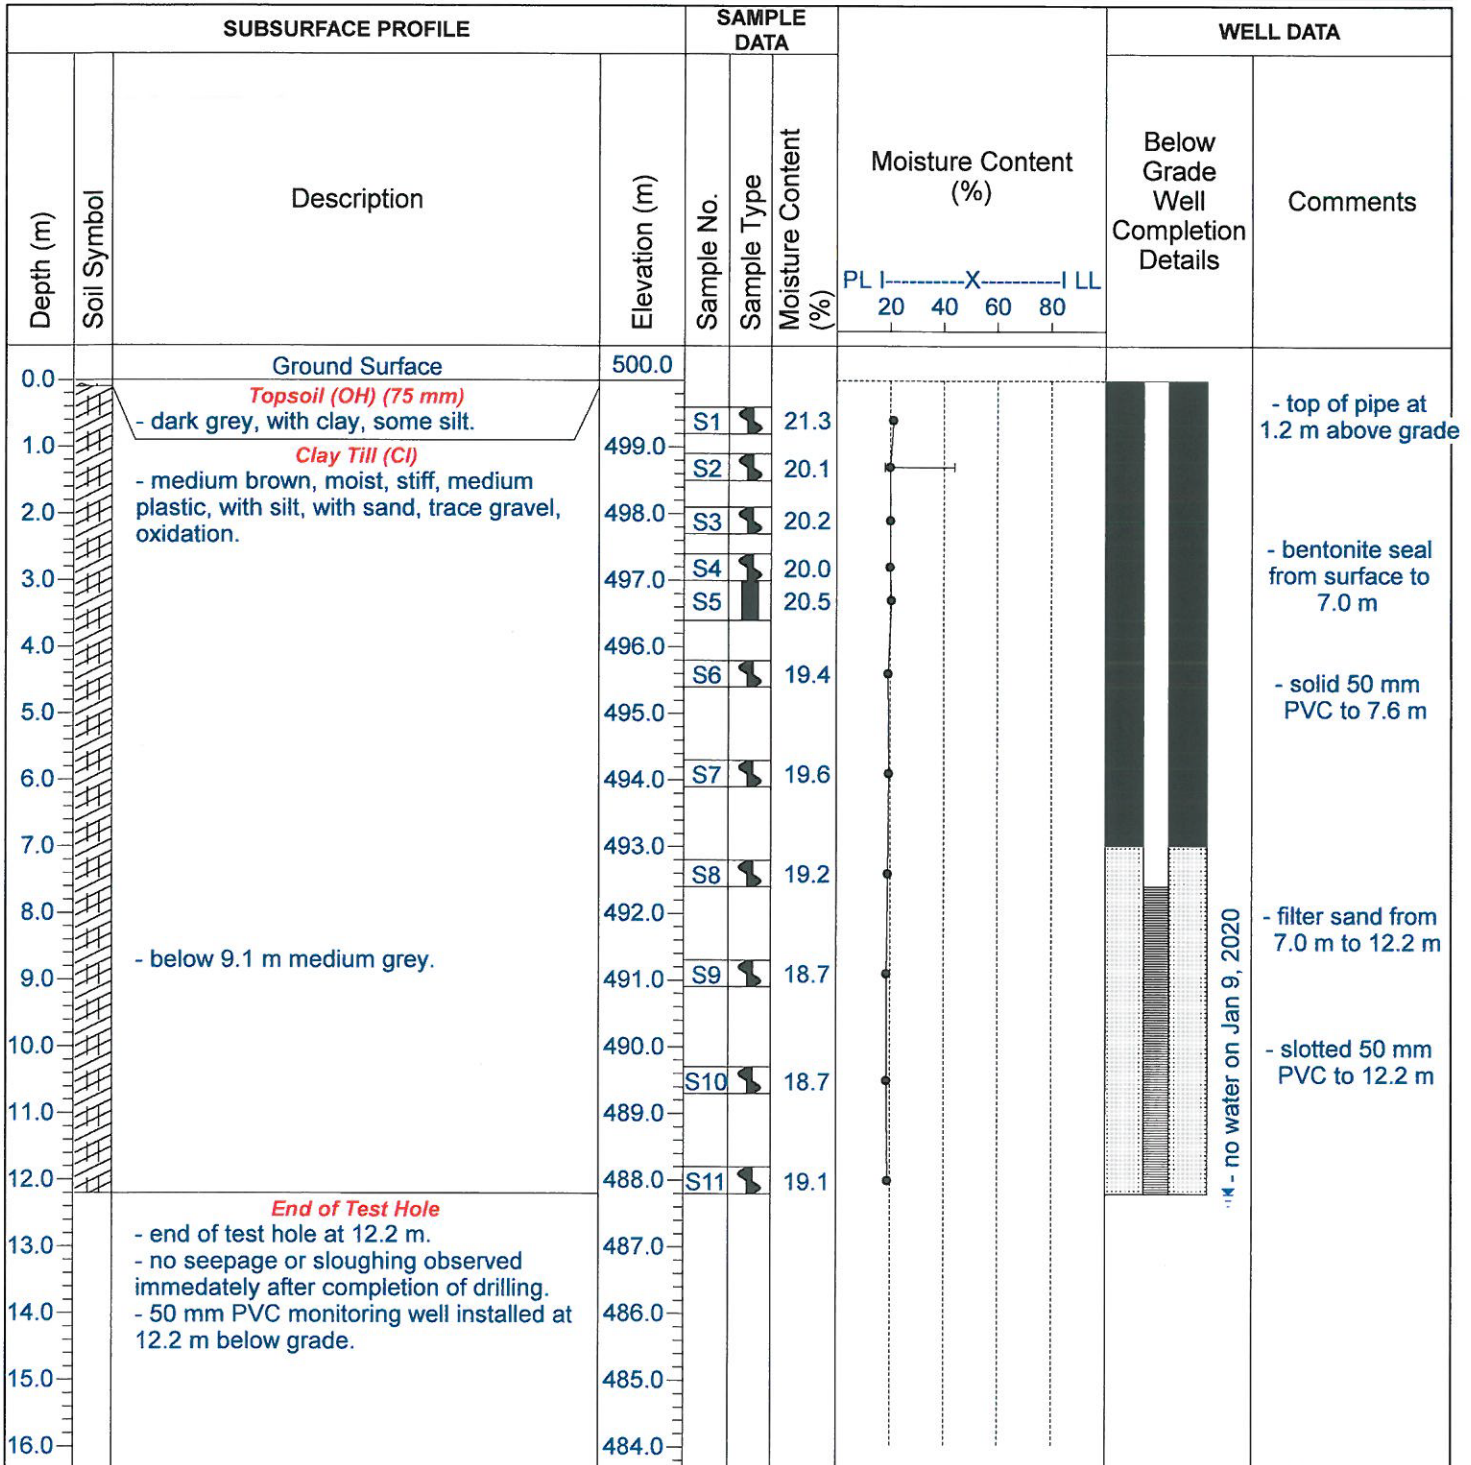 SUBSURFACE PROFILE
SAMPLE
DATA
WELL DATA
Depth (m)
Soil Symbol
Description
Elevation (m)
Sample No.
Sample Type
Moisture Content
(%)
Moisture Content
(%)
PL I----------X----------I LL
20 40 60 80
Below
Grade
Well
Completion
Details
Comments
Ground Surface
500.0
0.0
Topsoil (OH) (75 mm)
- dark grey, with clay, some silt.
S1 21.3
- top of pipe at
1.2 m above grade
1.0
499.0
Clay Till (CI)
S2 20.1
- medium brown, moist, stiff, medium
plastic, with silt, with sand, trace gravel,
oxidation.
2.0
498.0
S3 20.2
- bentonite seal
from surface to
7.0 m
S4 20.0
3.0
497.0
S5 20.5
4.0
496.0
S6 19.4
- solid 50 mm
PVC to 7.6 m
5.0
495.0
6.0
494.0
S7 19.6
7.0
493.0
S8 19.2
8.0
492.0
- filter sand from
7.0 m to 12.2 m
- below 9.1 m medium grey.
9.0
491.0
S9 18.7
10.0
490.0
- slotted 50 mm
PVC to 12.2 m
S10 18.7
11.0
489.0
- no water on Jan 9, 2020
12.0
488.0
S11 19.1
End of Test Hole
- end of test hole at 12.2 m.
- no seepage or sloughing observed
immedately after completion of drilling.
- 50 mm PVC monitoring well installed at
12.2 m below grade.
13.0
487.0
14.0
486.0
15.0
485.0
16.0
484.0